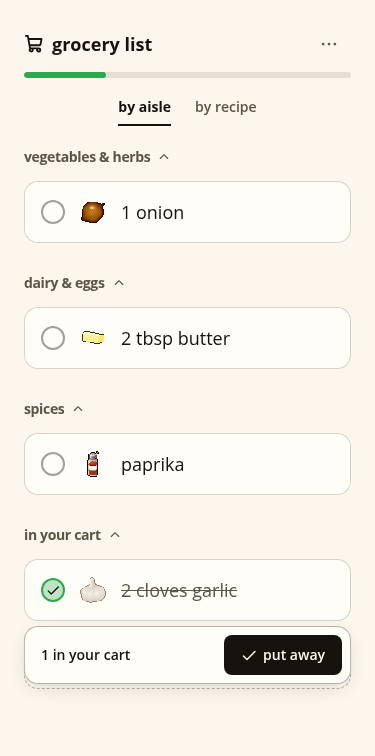 grocery list
by aisle
by recipe
vegetables & herbs
1 onion
dairy & eggs
2 tbsp butter
spices
paprika
in your cart
2 cloves garlic
1 in your cart
put away